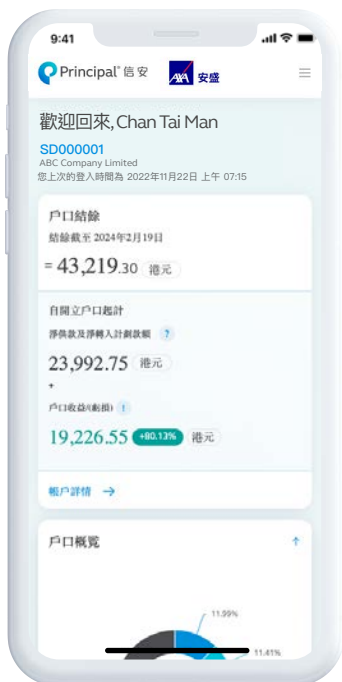 9:41
Principal® 信安 AXA 安盛
歡迎回來, Chan Tai Man
SD000001
ABC Company Limited
您上次的登入時間為 2022年11月22日 上午 07:15
戶口結餘
結餘截至 2024年2月19日
= 43,219.30 港元
自開立戶口起計
淨供款及淨轉入計劃款額 ?
23,992.75 港元
+
戶口收益/(虧損) !
19,226.55 +80.13% 港元
帳戶詳情 →
戶口概覽 ↑
11.99%
11.41%